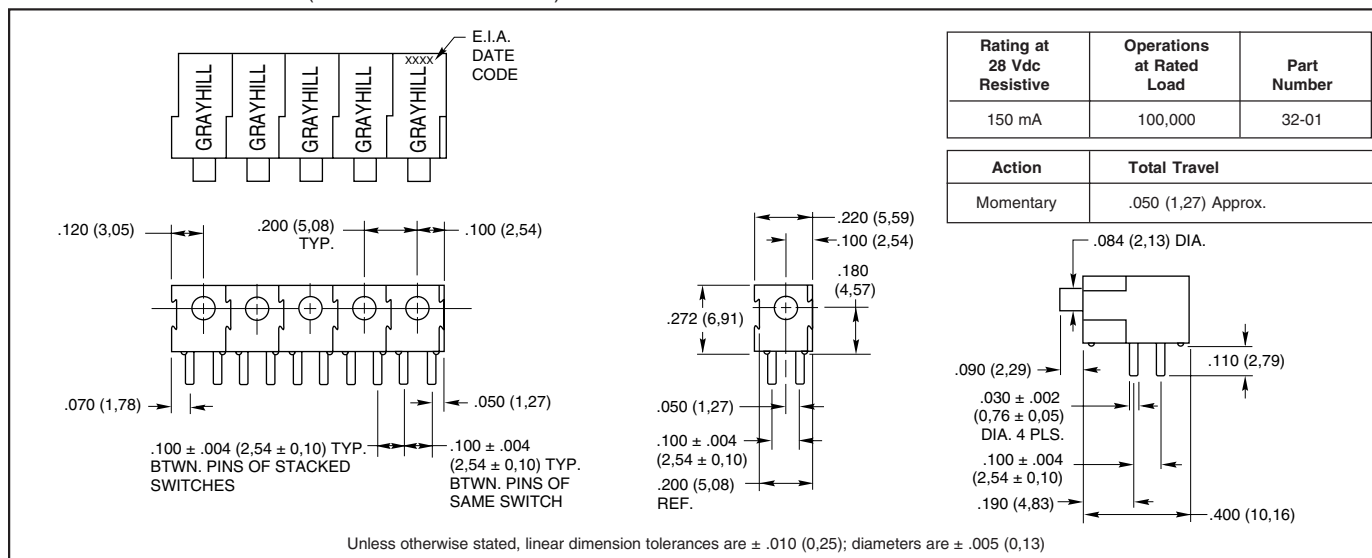 E.I.A.
DATE
CODE
XXXX
GRAYHILL
GRAYHILL
GRAYHILL
GRAYHILL
GRAYHILL
Rating at
28 Vdc
Resistive
Operations
at Rated
Load
Part
Number
150 mA
100,000
32-01
Action
Total Travel
Momentary
.050 (1,27) Approx.
.120 (3,05)
.200 (5,08)
TYP.
.100 (2,54)
.070 (1,78)
.050 (1,27)
.100 ± .004 (2,54 ± 0,10) TYP.
BTWN. PINS OF STACKED
SWITCHES
.100 ± .004
(2,54 ± 0,10) TYP.
BTWN. PINS OF
SAME SWITCH
.220 (5,59)
.100 (2,54)
.180
(4,57)
.272 (6,91)
.050 (1,27)
.100 ± .004
(2,54 ± 0,10)
.200 (5,08)
REF.
.084 (2,13) DIA.
.090 (2,29)
.110 (2,79)
.030 ± .002
(0,76 ± 0,05)
DIA. 4 PLS.
.100 ± .004
(2,54 ± 0,10)
.190 (4,83)
.400 (10,16)
Unless otherwise stated, linear dimension tolerances are ± .010 (0,25); diameters are ± .005 (0,13)